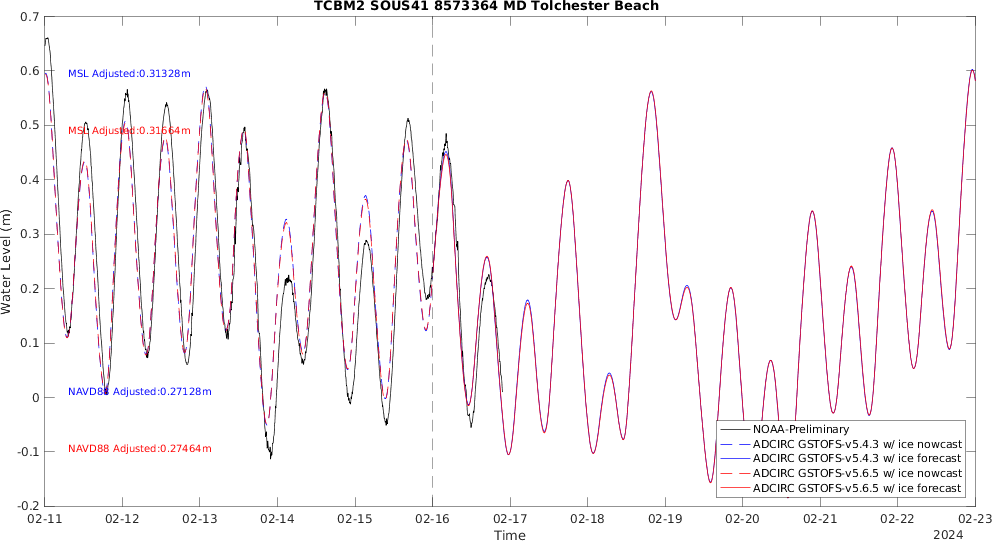 TCBM2 SOUS41 8573364 MD Tolchester Beach
Water Level (m)
0.7
0.6
0.5
0.4
0.3
0.2
0.1
0
-0.1
-0.2
MSL Adjusted:0.31328m
MSL Adjusted:0.31664m
NAVD88 Adjusted:0.27128m
NAVD88 Adjusted:0.27464m
NOAA-Preliminary
ADCIRC GSTOFS-v5.4.3 w/ ice nowcast
ADCIRC GSTOFS-v5.4.3 w/ ice forecast
ADCIRC GSTOFS-v5.6.5 w/ ice nowcast
ADCIRC GSTOFS-v5.6.5 w/ ice forecast
02-11 02-12 02-13 02-14 02-15 02-16 02-17 02-18 02-19 02-20 02-21 02-22 02-23
Time
2024